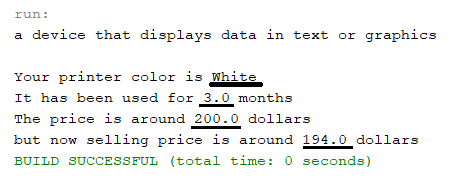 run:
a device that displays data in text or graphics
Your printer color is White
It has been used for 3.0 months
The price is around 200.0 dollars
but now selling price is around 194.0 dollars
BUILD SUCCESSFUL (total time: 0 seconds)